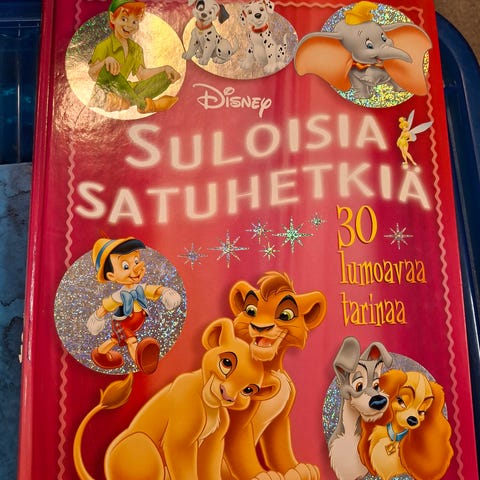 Disney
SULOISIA
SATUHETKIÄ
30
lumoavaa
tarinaa